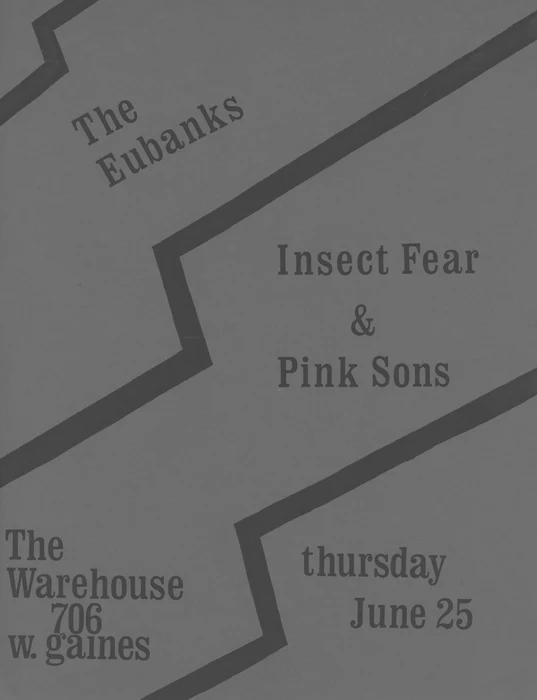 The
Eubanks
Insect Fear
&
Pink Sons
The
Warehouse
706
w. gaines
thursday
June 25